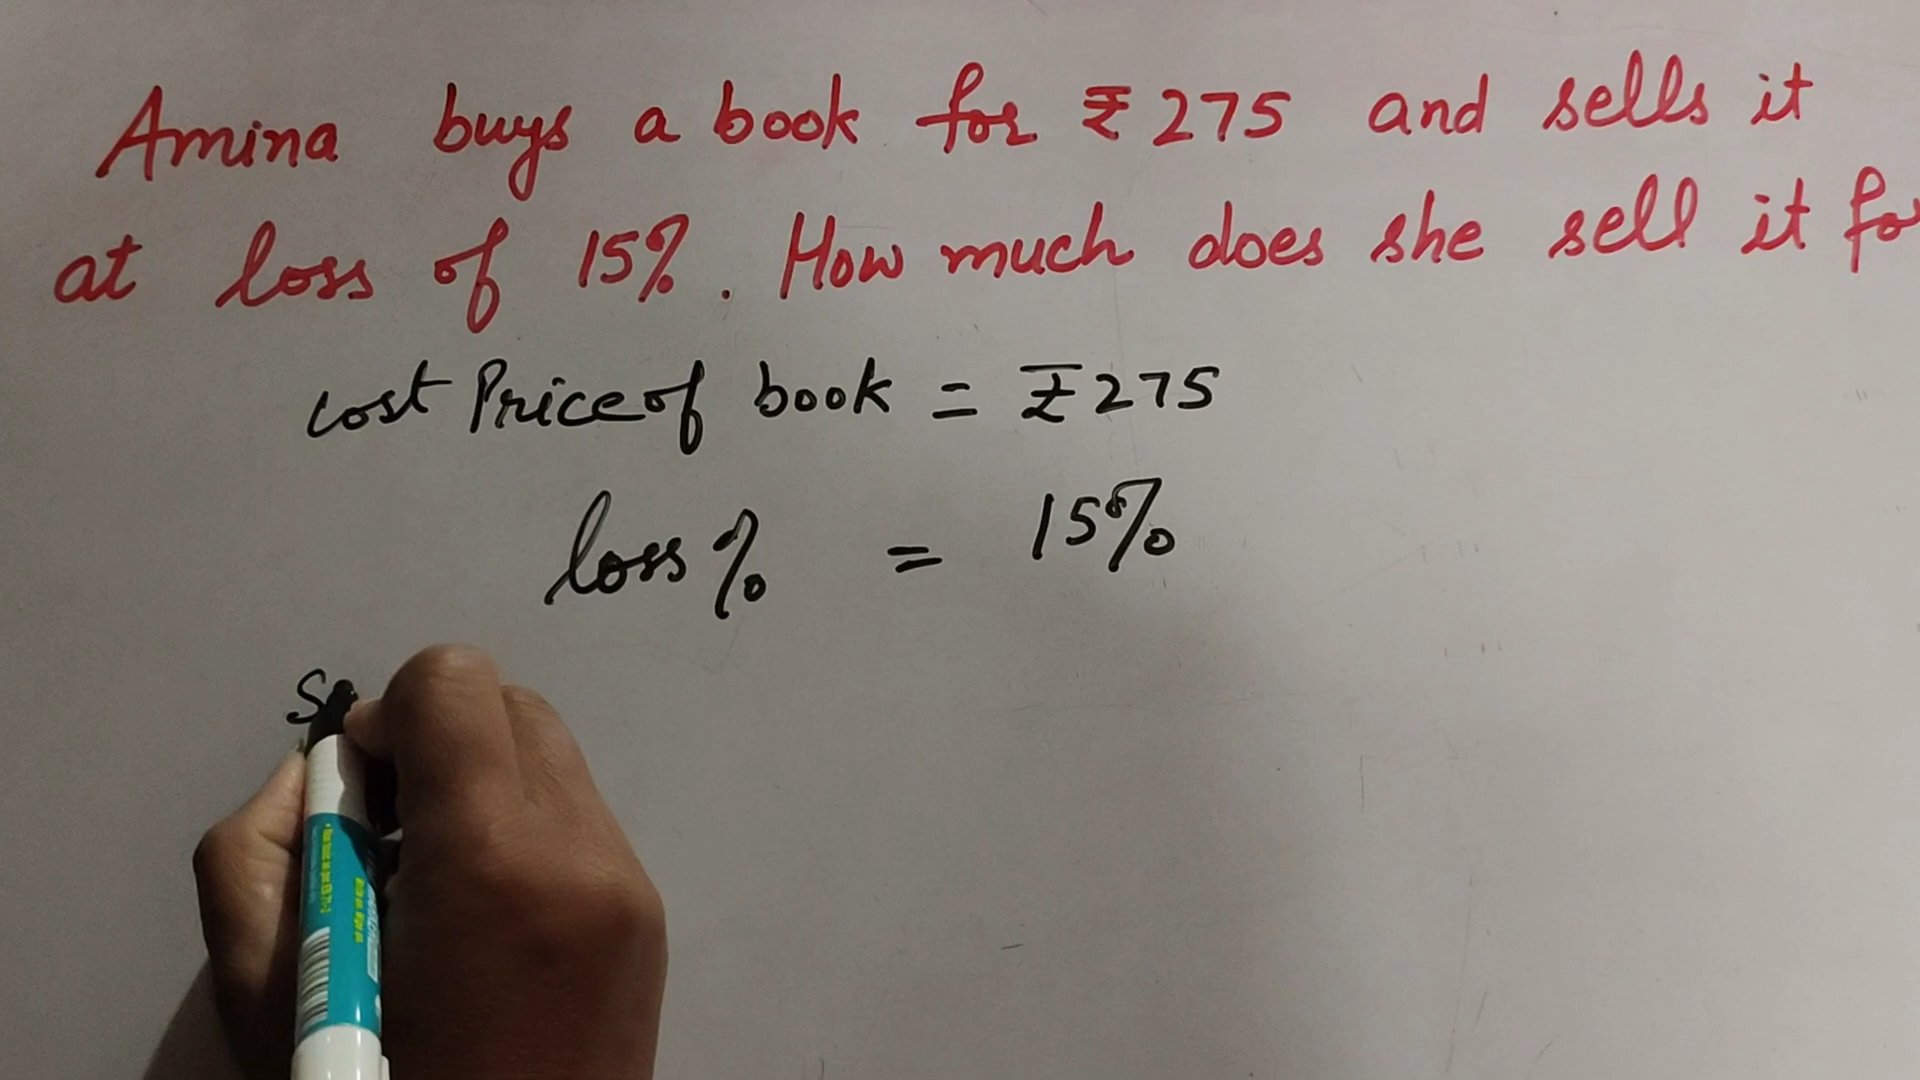 Amina buys a book for ₹275 and sells it
at loss of 15%. How much does she sell it fo
cost Price of book = ₹275
loss % = 15%